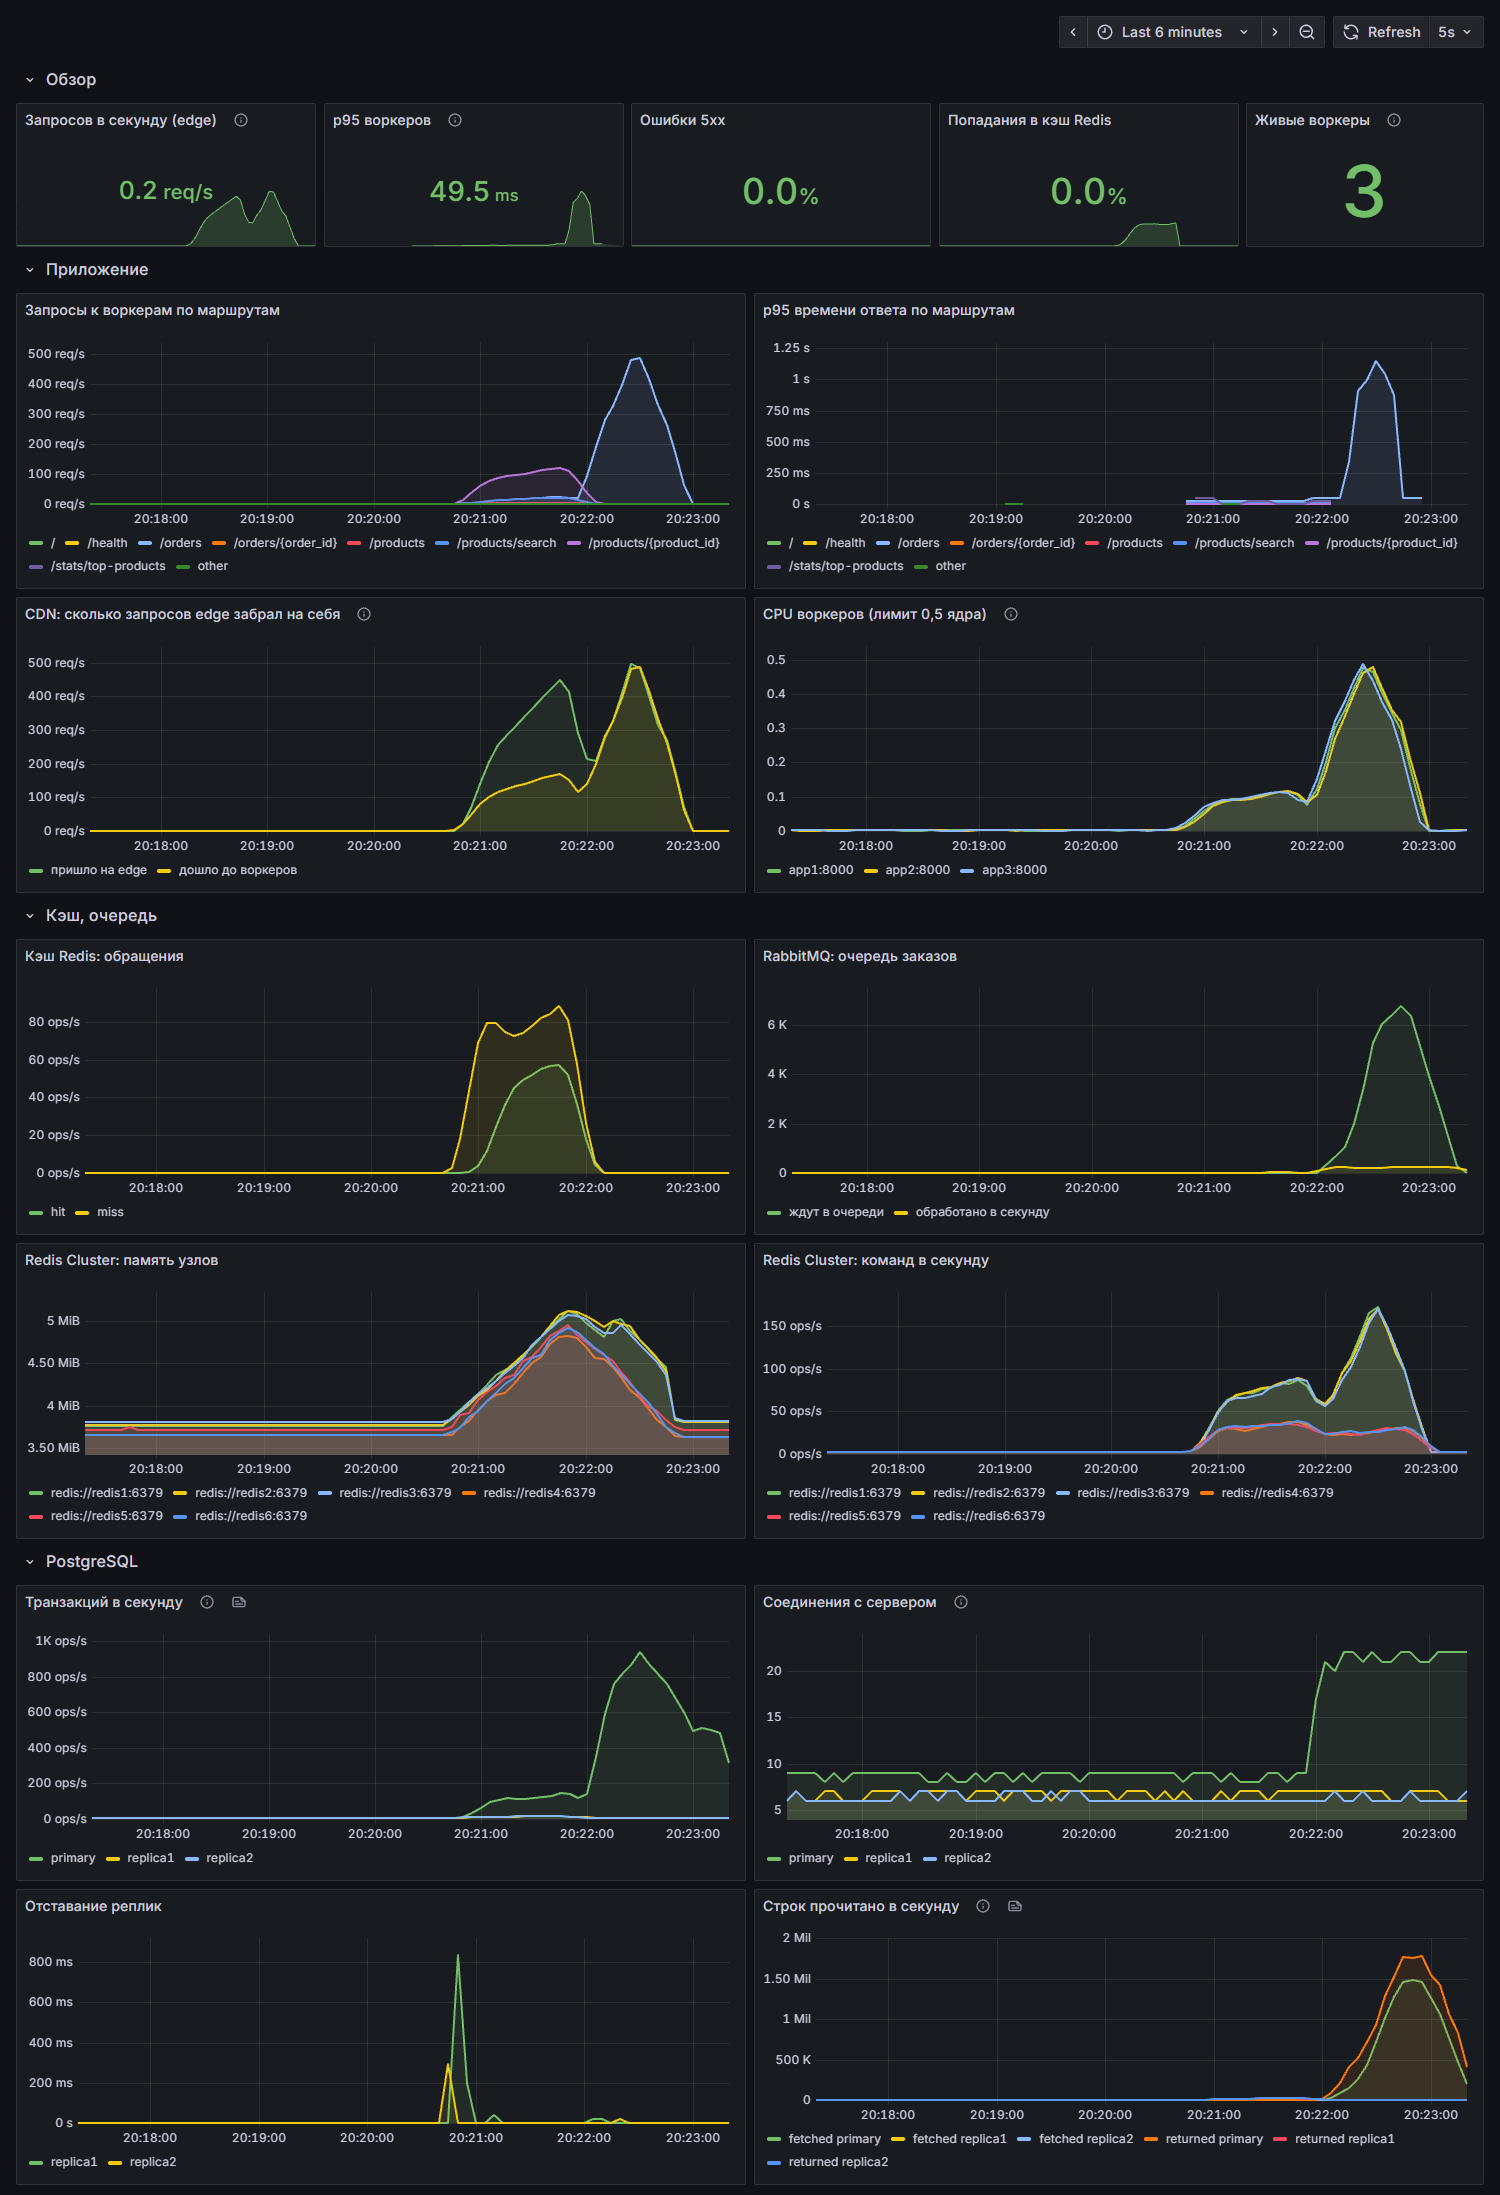 Last 6 minutes
Refresh
5s
Обзор
Запросов в секунду (edge)
p95 воркеров
Ошибки 5xx
Попадания в кэш Redis
Живые воркеры
0.2 req/s
49.5 ms
0.0%
0.0%
3
Приложение
Запросы к воркерам по маршрутам
500 req/s
400 req/s
300 req/s
200 req/s
100 req/s
0 req/s
20:18:00 20:19:00 20:20:00 20:21:00 20:22:00 20:23:00
/ /health /orders /orders/{order_id} /products /products/search /products/{product_id}
/stats/top-products other
p95 времени ответа по маршрутам
1.25 s
1 s
750 ms
500 ms
250 ms
0 s
20:18:00 20:19:00 20:20:00 20:21:00 20:22:00 20:23:00
/ /health /orders /orders/{order_id} /products /products/search /products/{product_id}
/stats/top-products other
CDN: сколько запросов edge забрал на себя
500 req/s
400 req/s
300 req/s
200 req/s
100 req/s
0 req/s
20:18:00 20:19:00 20:20:00 20:21:00 20:22:00 20:23:00
пришло на edge дошло до воркеров
CPU воркеров (лимит 0,5 ядра)
0.5
0.4
0.3
0.2
0.1
0
20:18:00 20:19:00 20:20:00 20:21:00 20:22:00 20:23:00
app1:8000 app2:8000 app3:8000
Кэш, очередь
Кэш Redis: обращения
80 ops/s
60 ops/s
40 ops/s
20 ops/s
0 ops/s
20:18:00 20:19:00 20:20:00 20:21:00 20:22:00 20:23:00
hit miss
RabbitMQ: очередь заказов
6 K
4 K
2 K
0
20:18:00 20:19:00 20:20:00 20:21:00 20:22:00 20:23:00
ждут в очереди обработано в секунду
Redis Cluster: память узлов
5 MiB
4.50 MiB
4 MiB
3.50 MiB
20:18:00 20:19:00 20:20:00 20:21:00 20:22:00 20:23:00
redis://redis1:6379 redis://redis2:6379 redis://redis3:6379 redis://redis4:6379
redis://redis5:6379 redis://redis6:6379
Redis Cluster: команд в секунду
150 ops/s
100 ops/s
50 ops/s
0 ops/s
20:18:00 20:19:00 20:20:00 20:21:00 20:22:00 20:23:00
redis://redis1:6379 redis://redis2:6379 redis://redis3:6379 redis://redis4:6379
redis://redis5:6379 redis://redis6:6379
PostgreSQL
Транзакций в секунду
1K ops/s
800 ops/s
600 ops/s
400 ops/s
200 ops/s
0 ops/s
20:18:00 20:19:00 20:20:00 20:21:00 20:22:00 20:23:00
primary replica1 replica2
Соединения с сервером
20
15
10
5
20:18:00 20:19:00 20:20:00 20:21:00 20:22:00 20:23:00
primary replica1 replica2
Отставание реплик
800 ms
600 ms
400 ms
200 ms
0 s
20:18:00 20:19:00 20:20:00 20:21:00 20:22:00 20:23:00
replica1 replica2
Строк прочитано в секунду
2 Mil
1.50 Mil
1 Mil
500 K
0
20:18:00 20:19:00 20:20:00 20:21:00 20:22:00 20:23:00
fetched primary fetched replica1 fetched replica2 returned primary returned replica1
returned replica2